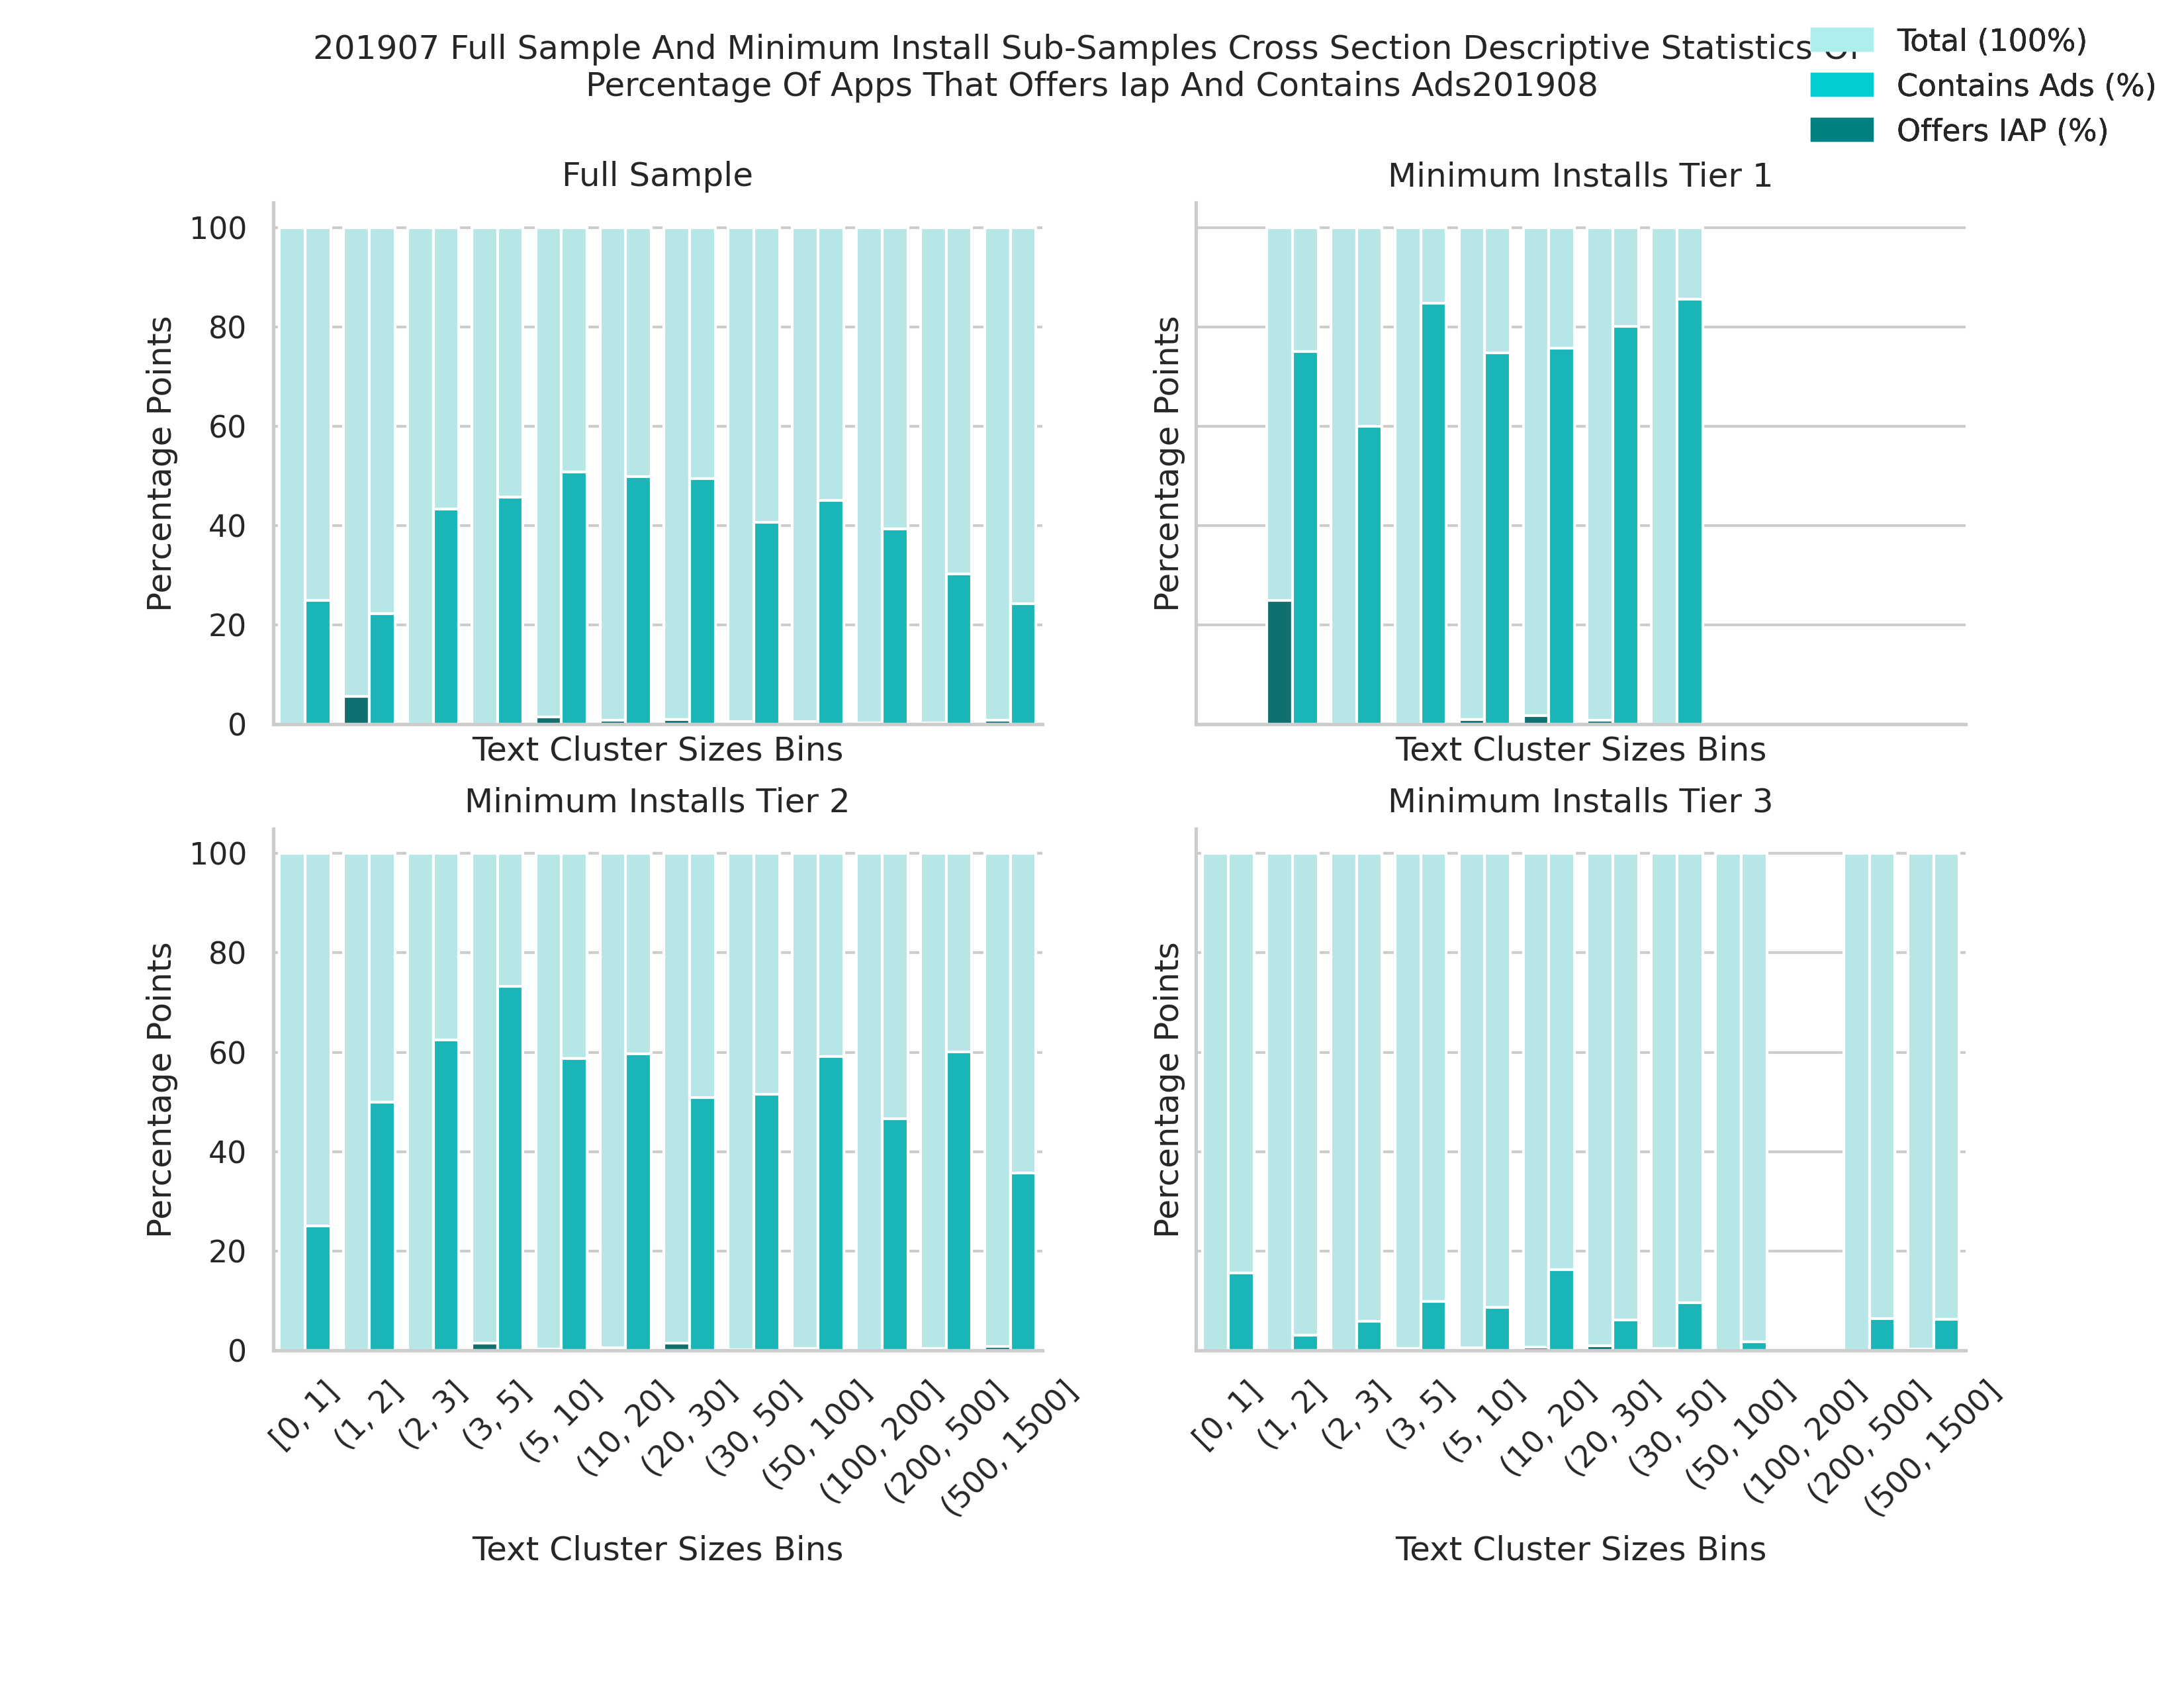 201907 Full Sample And Minimum Install Sub-Samples Cross Section Descriptive Statistics Of
Percentage Of Apps That Offers Iap And Contains Ads201908
Total (100%)
Contains Ads (%)
Offers IAP (%)
Full Sample
Percentage Points
100
80
60
40
20
0
Text Cluster Sizes Bins
Minimum Installs Tier 1
Percentage Points
Text Cluster Sizes Bins
Minimum Installs Tier 2
Percentage Points
100
80
60
40
20
0
[0, 1]
(1, 2]
(2, 3]
(3, 5]
(5, 10]
(10, 20]
(20, 30]
(30, 50]
(50, 100]
(100, 200]
(200, 500]
(500, 1500]
Text Cluster Sizes Bins
Minimum Installs Tier 3
Percentage Points
[0, 1]
(1, 2]
(2, 3]
(3, 5]
(5, 10]
(10, 20]
(20, 30]
(30, 50]
(50, 100]
(100, 200]
(200, 500]
(500, 1500]
Text Cluster Sizes Bins